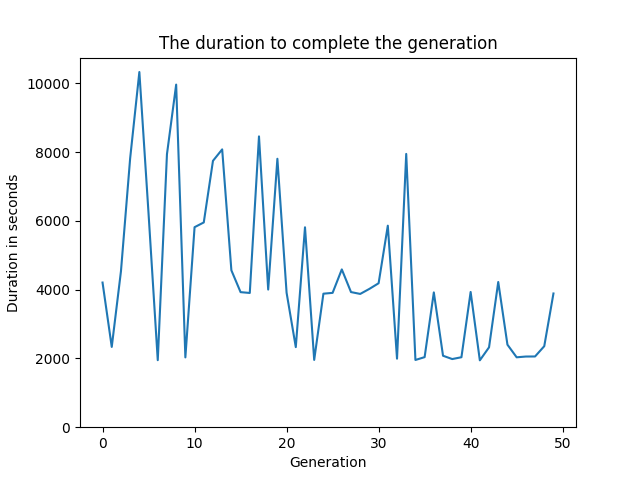 The duration to complete the generation
10000
8000
6000
4000
2000
0
Duration in seconds
0 10 20 30 40 50
Generation